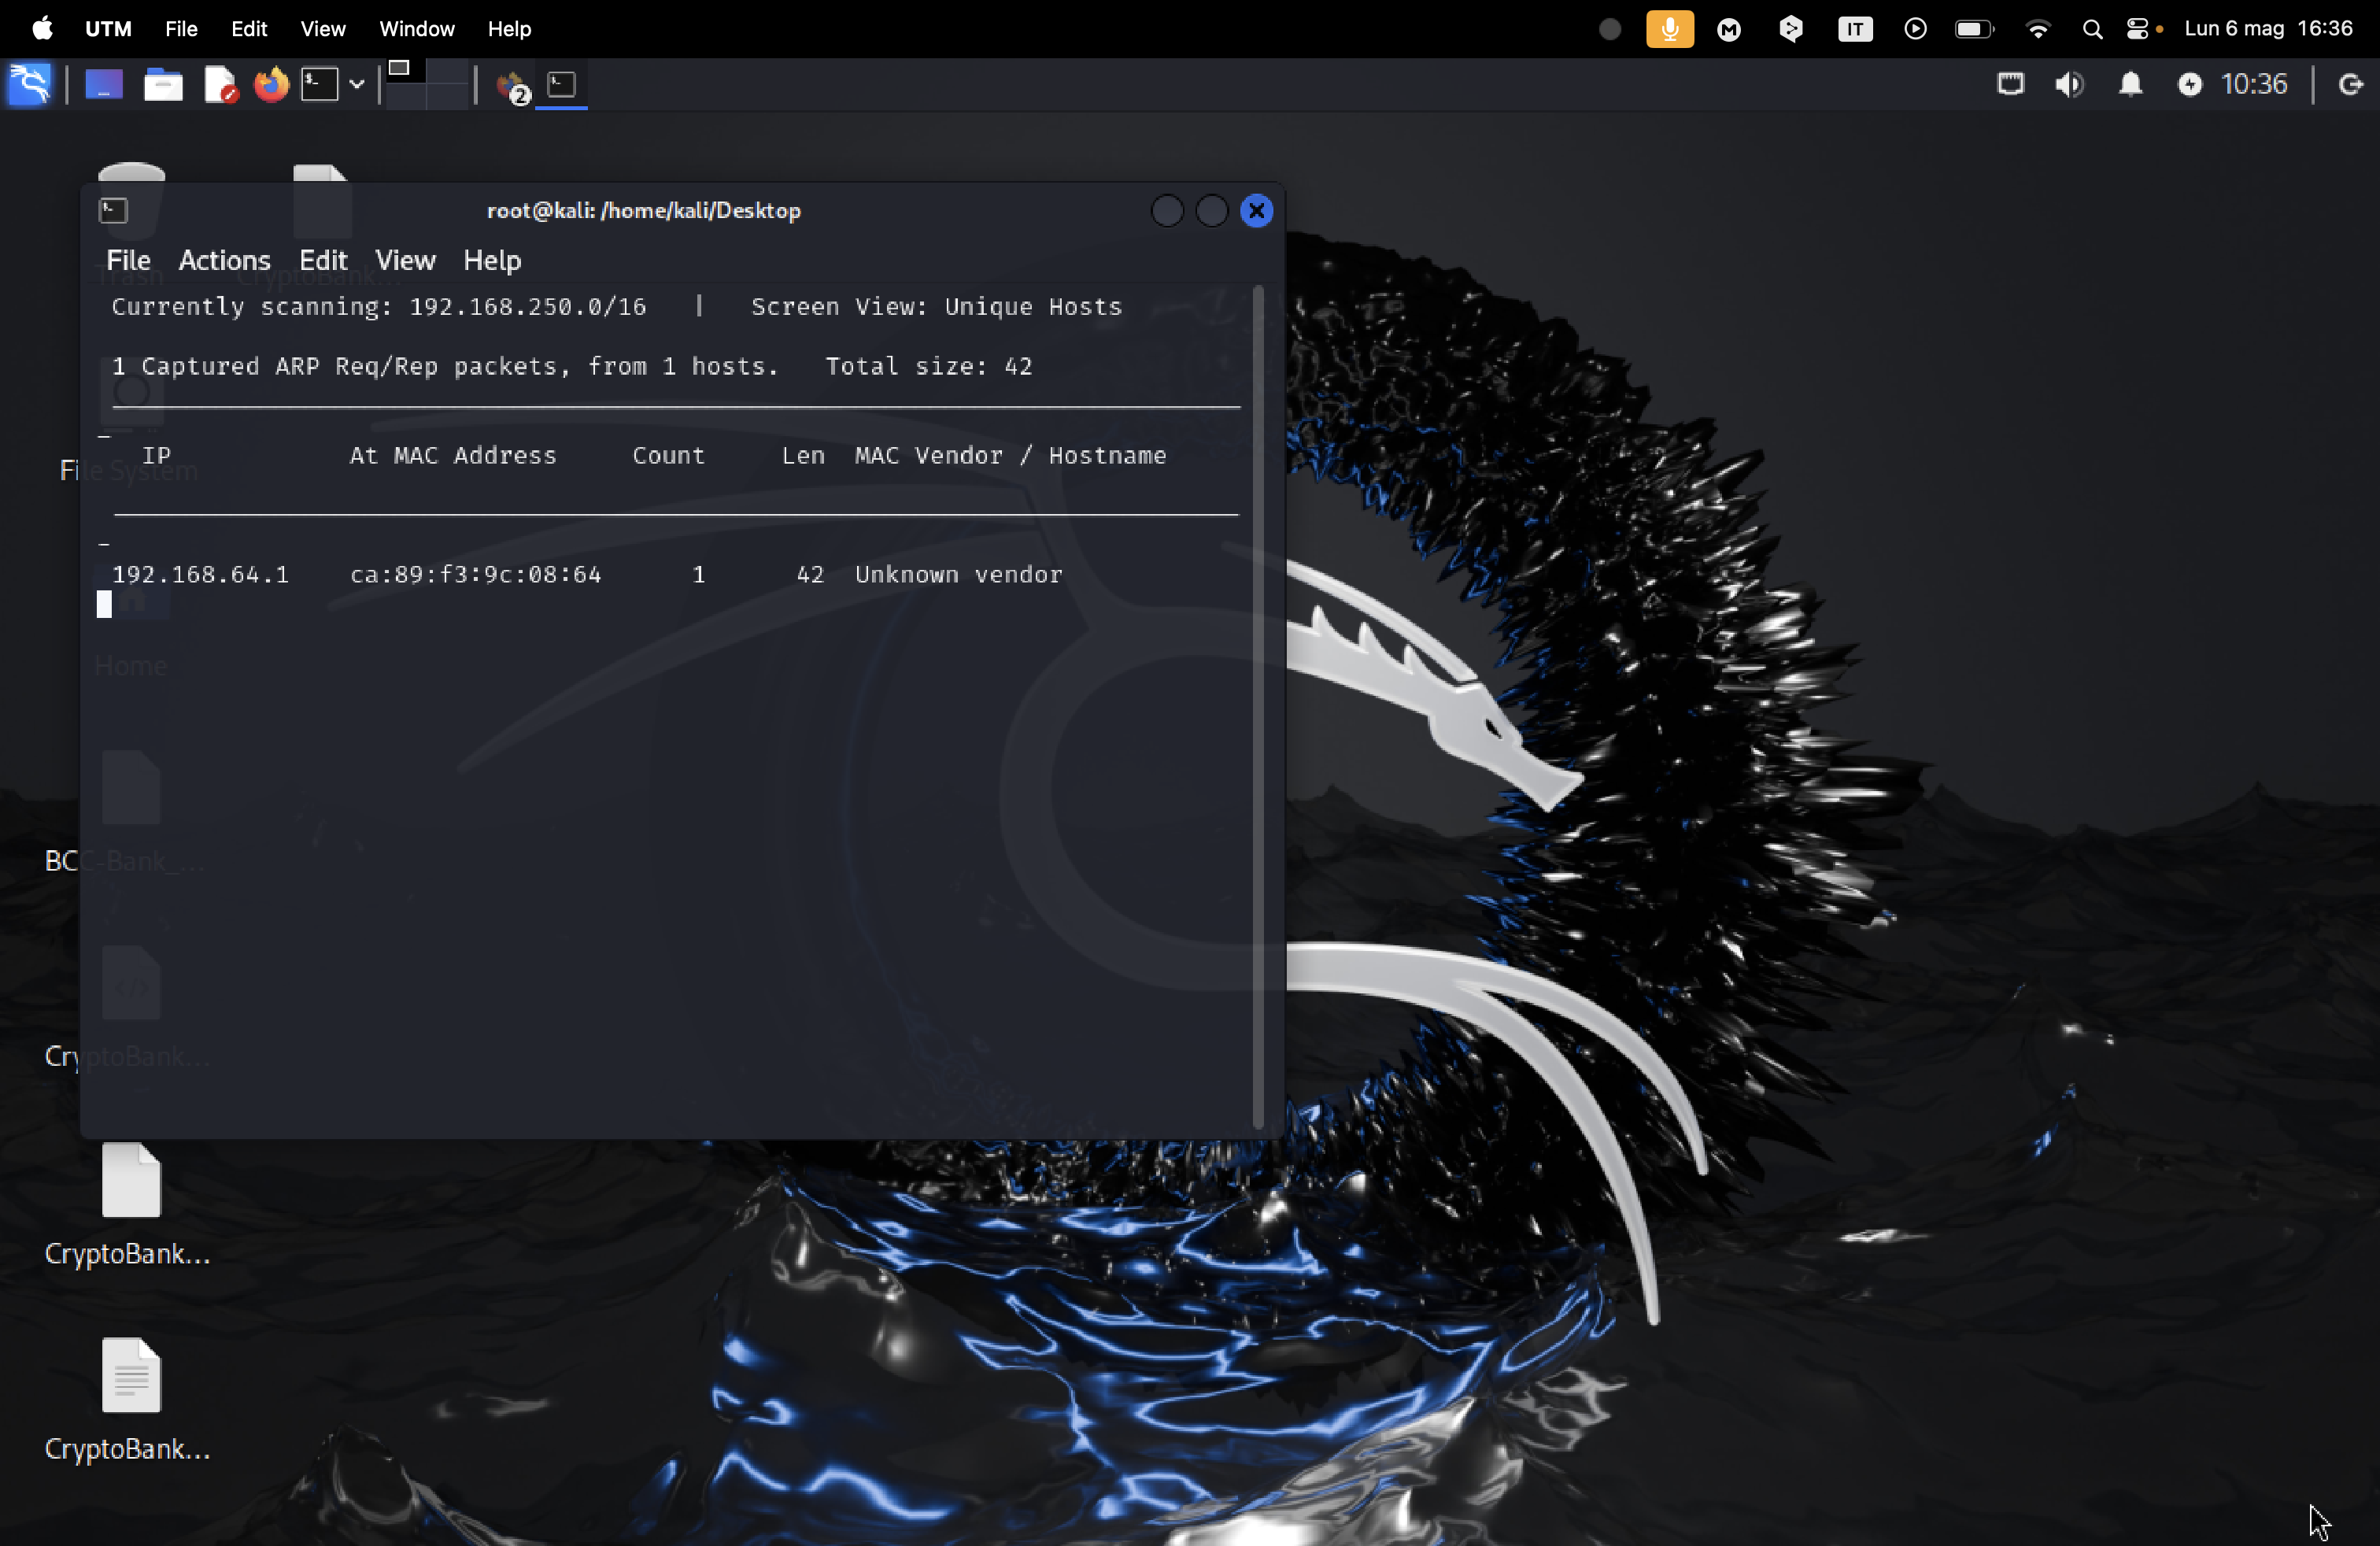 UTM File Edit View Window Help IT Lun 6 mag 16:36
2 10:36
root@kali: /home/kali/Desktop
File Actions Edit View Help
Trash CryptoBank...
Currently scanning: 192.168.250.0/16 | Screen View: Unique Hosts
1 Captured ARP Req/Rep packets, from 1 hosts. Total size: 42
IP At MAC Address Count Len MAC Vendor / Hostname
File System
192.168.64.1 ca:89:f3:9c:08:64 1 42 Unknown vendor
Home
BCC-Bank_...
CryptoBank...
CryptoBank...
CryptoBank...